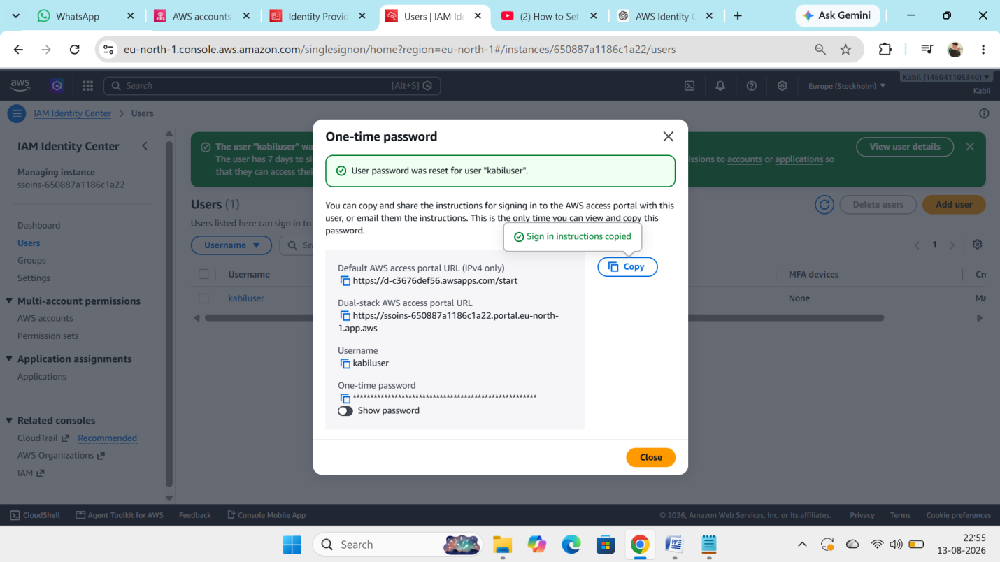 WhatsApp
AWS accounts
Identity Provid
Users | IAM Ide
(2) How to Set
AWS Identity C
Ask Gemini
eu-north-1.console.aws.amazon.com/singlesignon/home?region=eu-north-1#/instances/650887a1186c1a22/users
aws
Search
[Alt+S]
Europe (Stockholm)
Kabil (146041105340)
Kabil
IAM Identity Center
Users
IAM Identity Center
Managing instance
ssoins-650887a1186c1a22
Dashboard
Users
Groups
Settings
Multi-account permissions
AWS accounts
Permission sets
Application assignments
Applications
Related consoles
CloudTrail
Recommended
AWS Organizations
IAM
The user "kabiluser" wa
The user has 7 days to si
issions to accounts or applications so
that they can access thei
View user details
Users (1)
Users listed here can sign in to
Delete users
Add user
Username
Se
1
Username
MFA devices
Cr
kabiluser
None
Ma
One-time password
User password was reset for user "kabiluser".
You can copy and share the instructions for signing in to the AWS access portal with this
user, or email them the instructions. This is the only time you can view and copy this
password.
Sign in instructions copied
Copy
Default AWS access portal URL (IPv4 only)
https://d-c3676def56.awsapps.com/start
Dual-stack AWS access portal URL
https://ssoins-650887a1186c1a22.portal.eu-north-
1.app.aws
Username
kabiluser
One-time password
*****************************************************
Show password
Close
CloudShell
Agent Toolkit for AWS
Feedback
Console Mobile App
© 2026, Amazon Web Services, Inc. or its affiliates.
Privacy
Terms
Cookie preferences
Search
22:55
13-08-2026